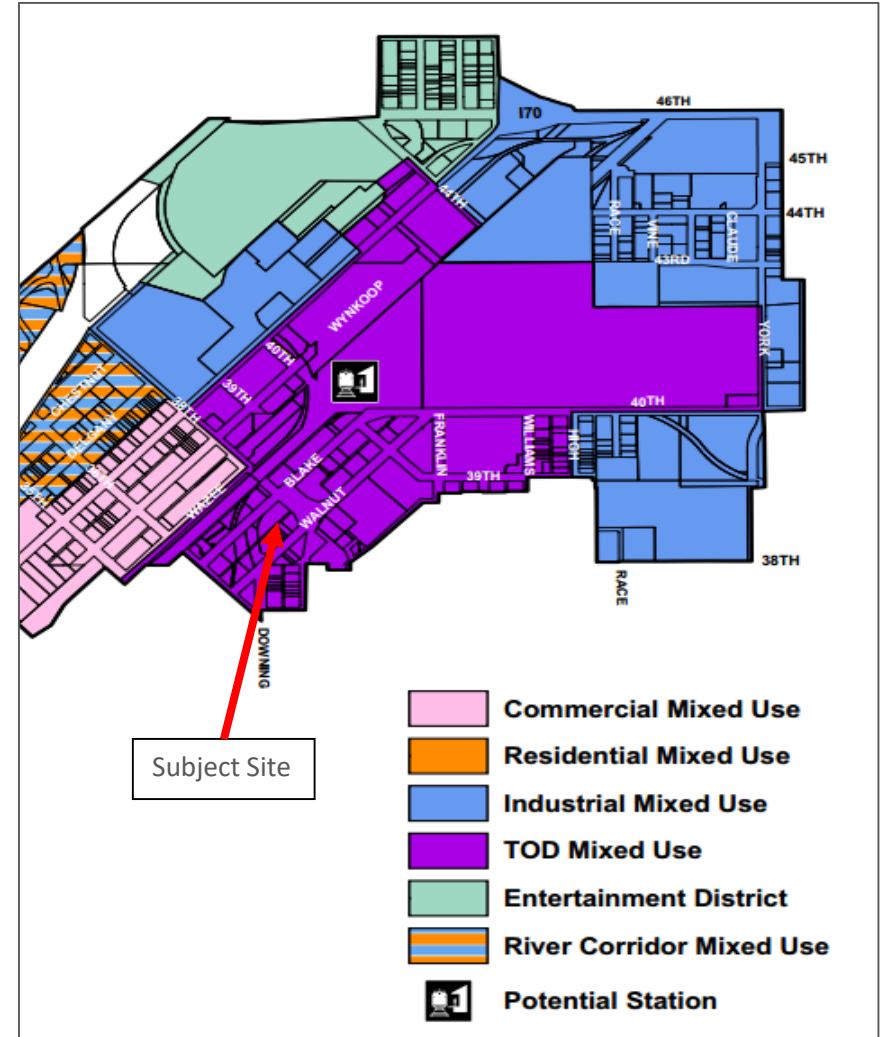 46TH
I70
45TH
44TH
44TH
RACE
VINE
CLAUDE
43RD
WYNKOOP
YORK
40TH
39TH
40TH
CHESTNUT
38TH
DELGANY
FRANKLIN
WILLIAMS
HIGH
BLAKE
39TH
WALNUT
WAZEE
38TH
RACE
DOWNING
Subject Site
Commercial Mixed Use
Residential Mixed Use
Industrial Mixed Use
TOD Mixed Use
Entertainment District
River Corridor Mixed Use
Potential Station